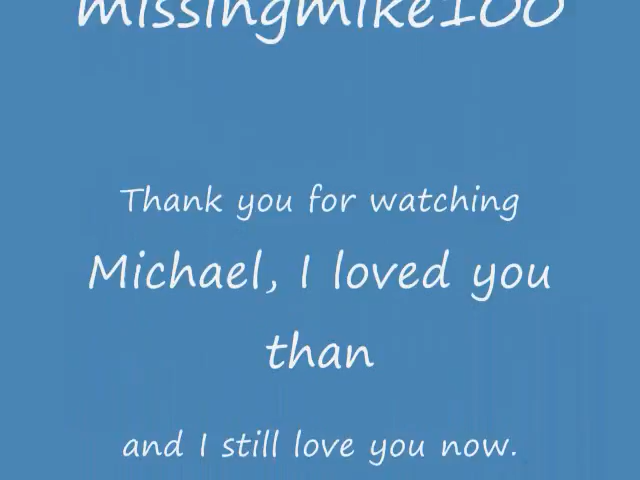 missingmike100
Thank you for watching
Michael, I loved you
than
and I still love you now.